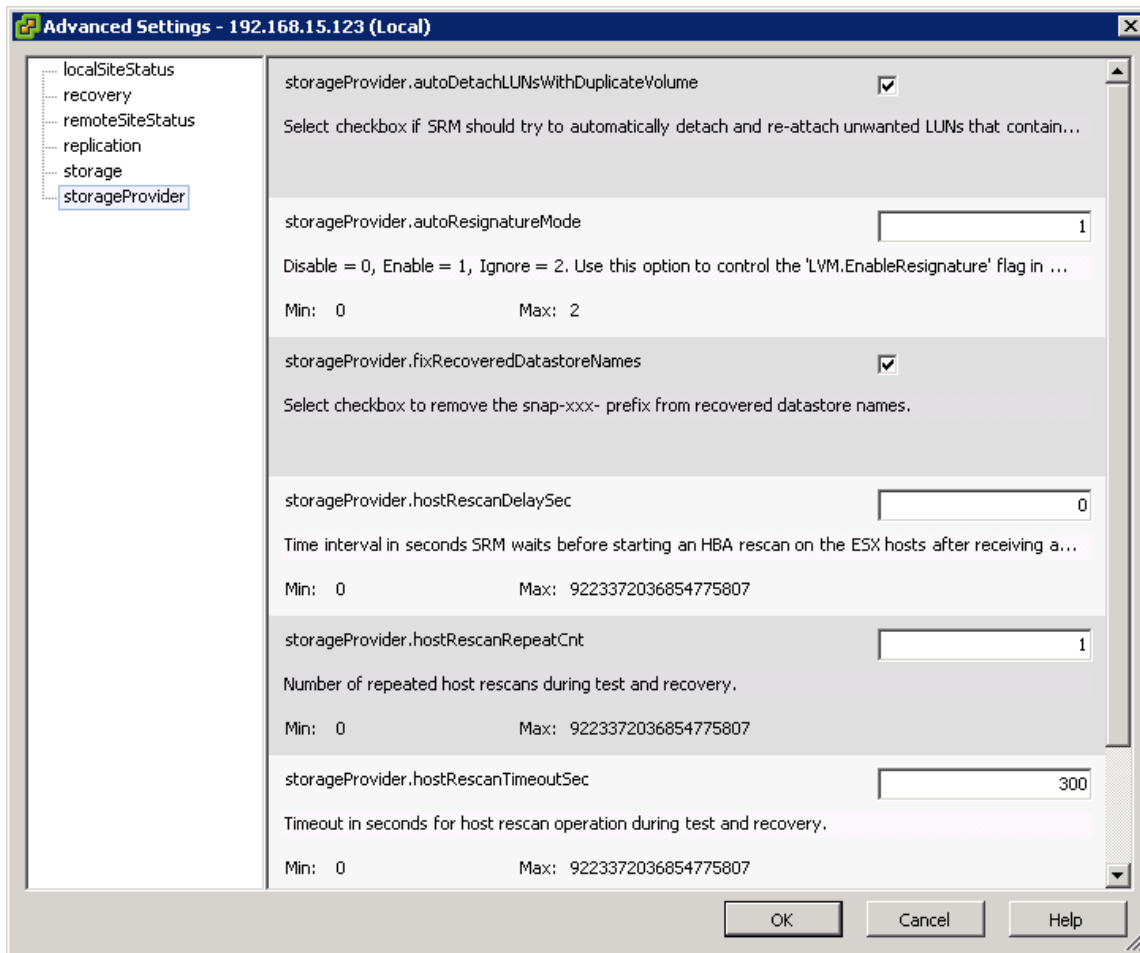 Advanced Settings - 192.168.15.123 (Local)
localSiteStatus
recovery
remoteSiteStatus
replication
storage
storageProvider
storageProvider.autoDetachLUNsWithDuplicateVolume
Select checkbox if SRM should try to automatically detach and re-attach unwanted LUNs that contain...
storageProvider.autoResignatureMode 1
Disable = 0, Enable = 1, Ignore = 2. Use this option to control the 'LVM.EnableResignature' flag in ...
Min: 0 Max: 2
storageProvider.fixRecoveredDatastoreNames
Select checkbox to remove the snap-xxx- prefix from recovered datastore names.
storageProvider.hostRescanDelaySec 0
Time interval in seconds SRM waits before starting an HBA rescan on the ESX hosts after receiving a...
Min: 0 Max: 9223372036854775807
storageProvider.hostRescanRepeatCnt 1
Number of repeated host rescans during test and recovery.
Min: 0 Max: 9223372036854775807
storageProvider.hostRescanTimeoutSec 300
Timeout in seconds for host rescan operation during test and recovery.
Min: 0 Max: 9223372036854775807
OK Cancel Help